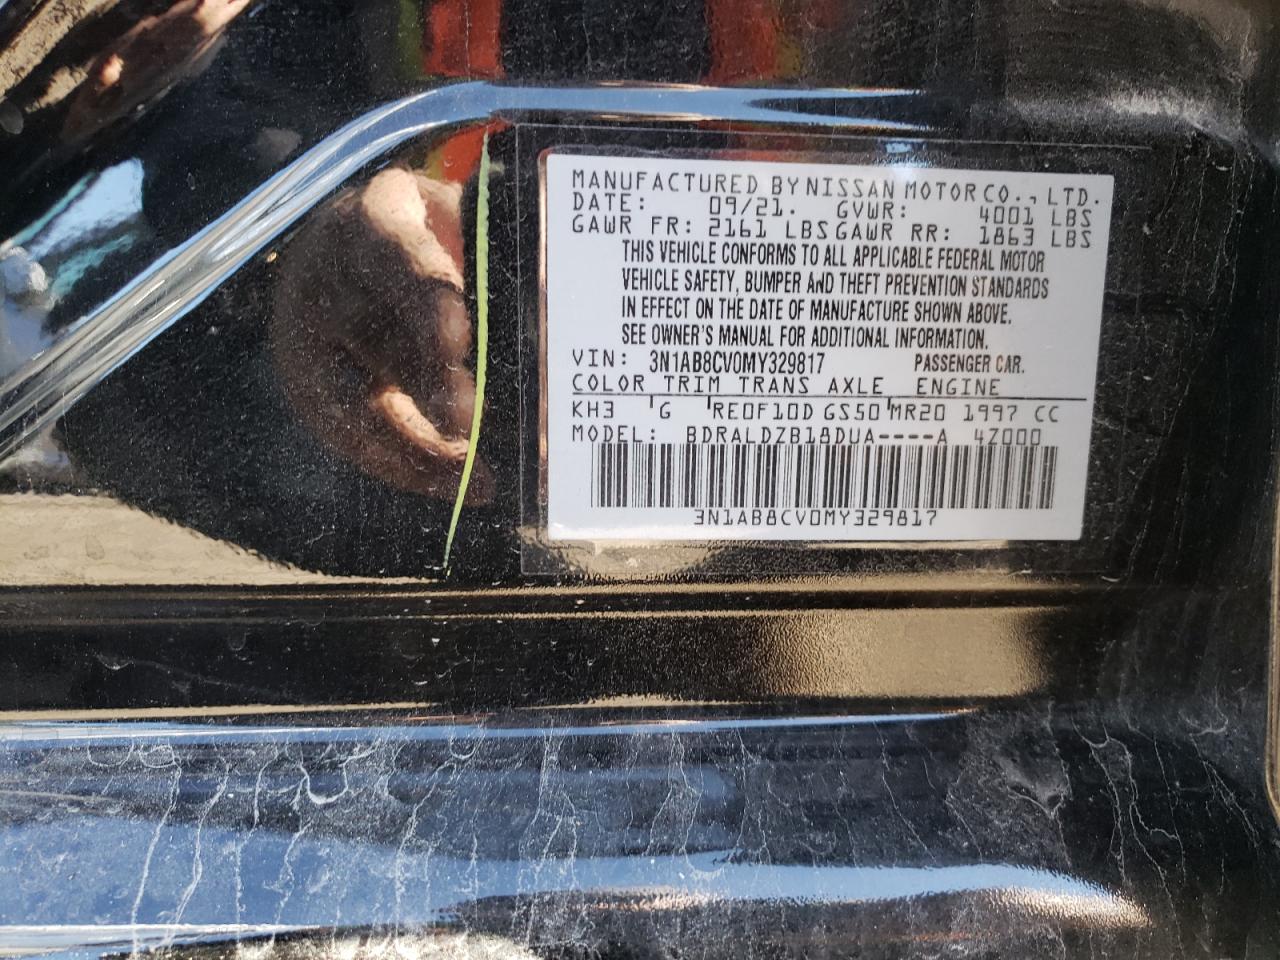 MANUFACTURED BY NISSAN MOTOR CO., LTD.
DATE: 09/21. GVWR: 4001 LBS
GAWR FR: 2161 LBS GAWR RR: 1863 LBS
THIS VEHICLE CONFORMS TO ALL APPLICABLE FEDERAL MOTOR
VEHICLE SAFETY, BUMPER AND THEFT PREVENTION STANDARDS
IN EFFECT ON THE DATE OF MANUFACTURE SHOWN ABOVE.
SEE OWNER'S MANUAL FOR ADDITIONAL INFORMATION.
VIN: 3N1AB8CV0MY329817 PASSENGER CAR.
COLOR TRIM TRANS AXLE ENGINE
KH3 G RE0F10D GS50 MR20 1997 CC
MODEL: BDRALDZB18DUA----A 4Z000
3N1AB8CV0MY329817